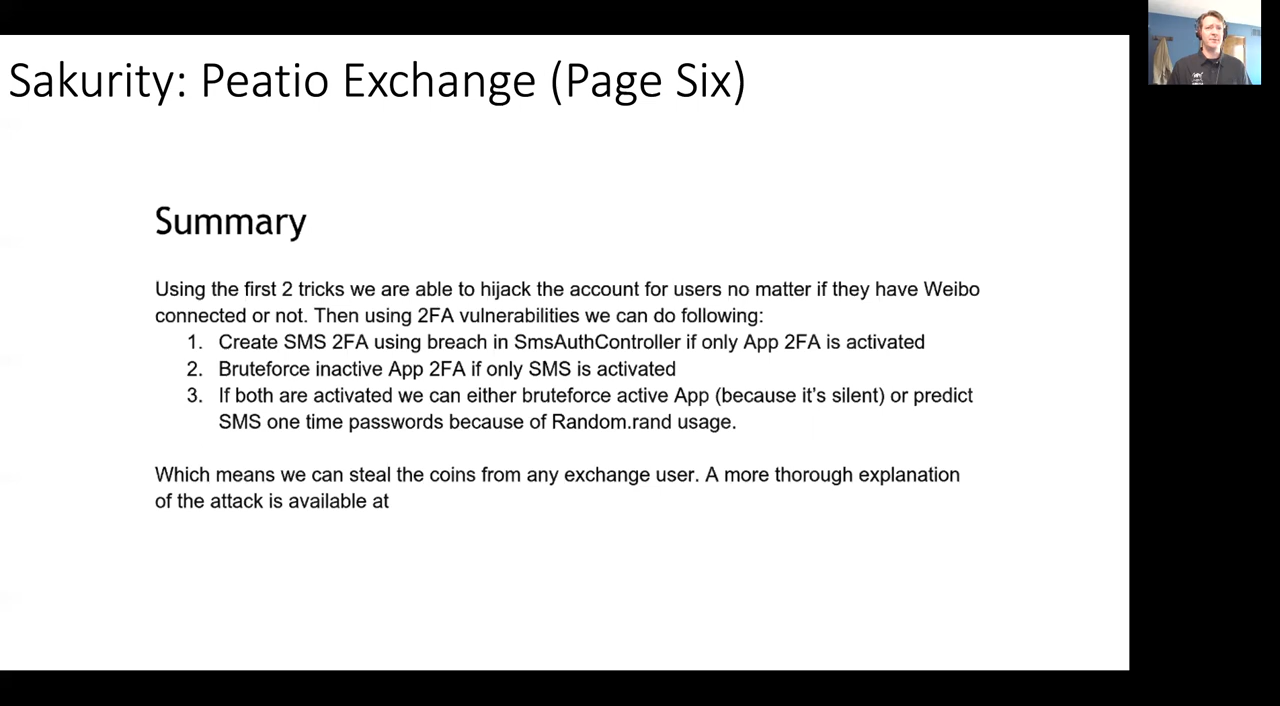 Sakurity: Peatio Exchange (Page Six)
Summary
Using the first 2 tricks we are able to hijack the account for users no matter if they have Weibo
connected or not. Then using 2FA vulnerabilities we can do following:
1. Create SMS 2FA using breach in SmsAuthController if only App 2FA is activated
2. Bruteforce inactive App 2FA if only SMS is activated
3. If both are activated we can either bruteforce active App (because it's silent) or predict
SMS one time passwords because of Random.rand usage.
Which means we can steal the coins from any exchange user. A more thorough explanation
of the attack is available at